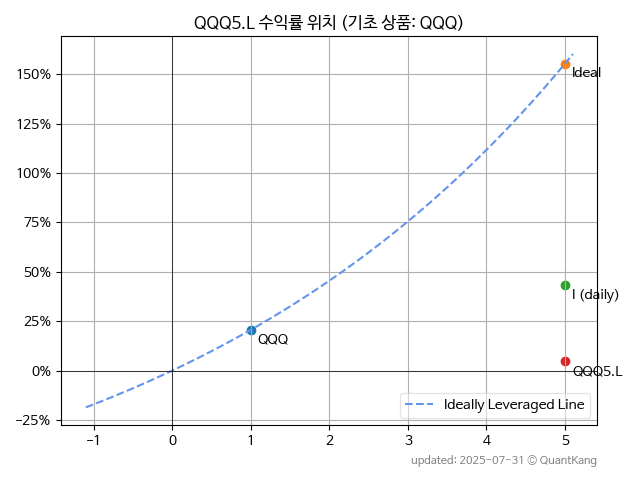 QQQ5.L 수익률 위치 (기초 상품: QQQ)
150%
125%
100%
75%
50%
25%
0%
−25%
Ideal
I (daily)
QQQ
QQQ5.L
Ideally Leveraged Line
−1 0 1 2 3 4 5
updated: 2025-07-31 © QuantKang